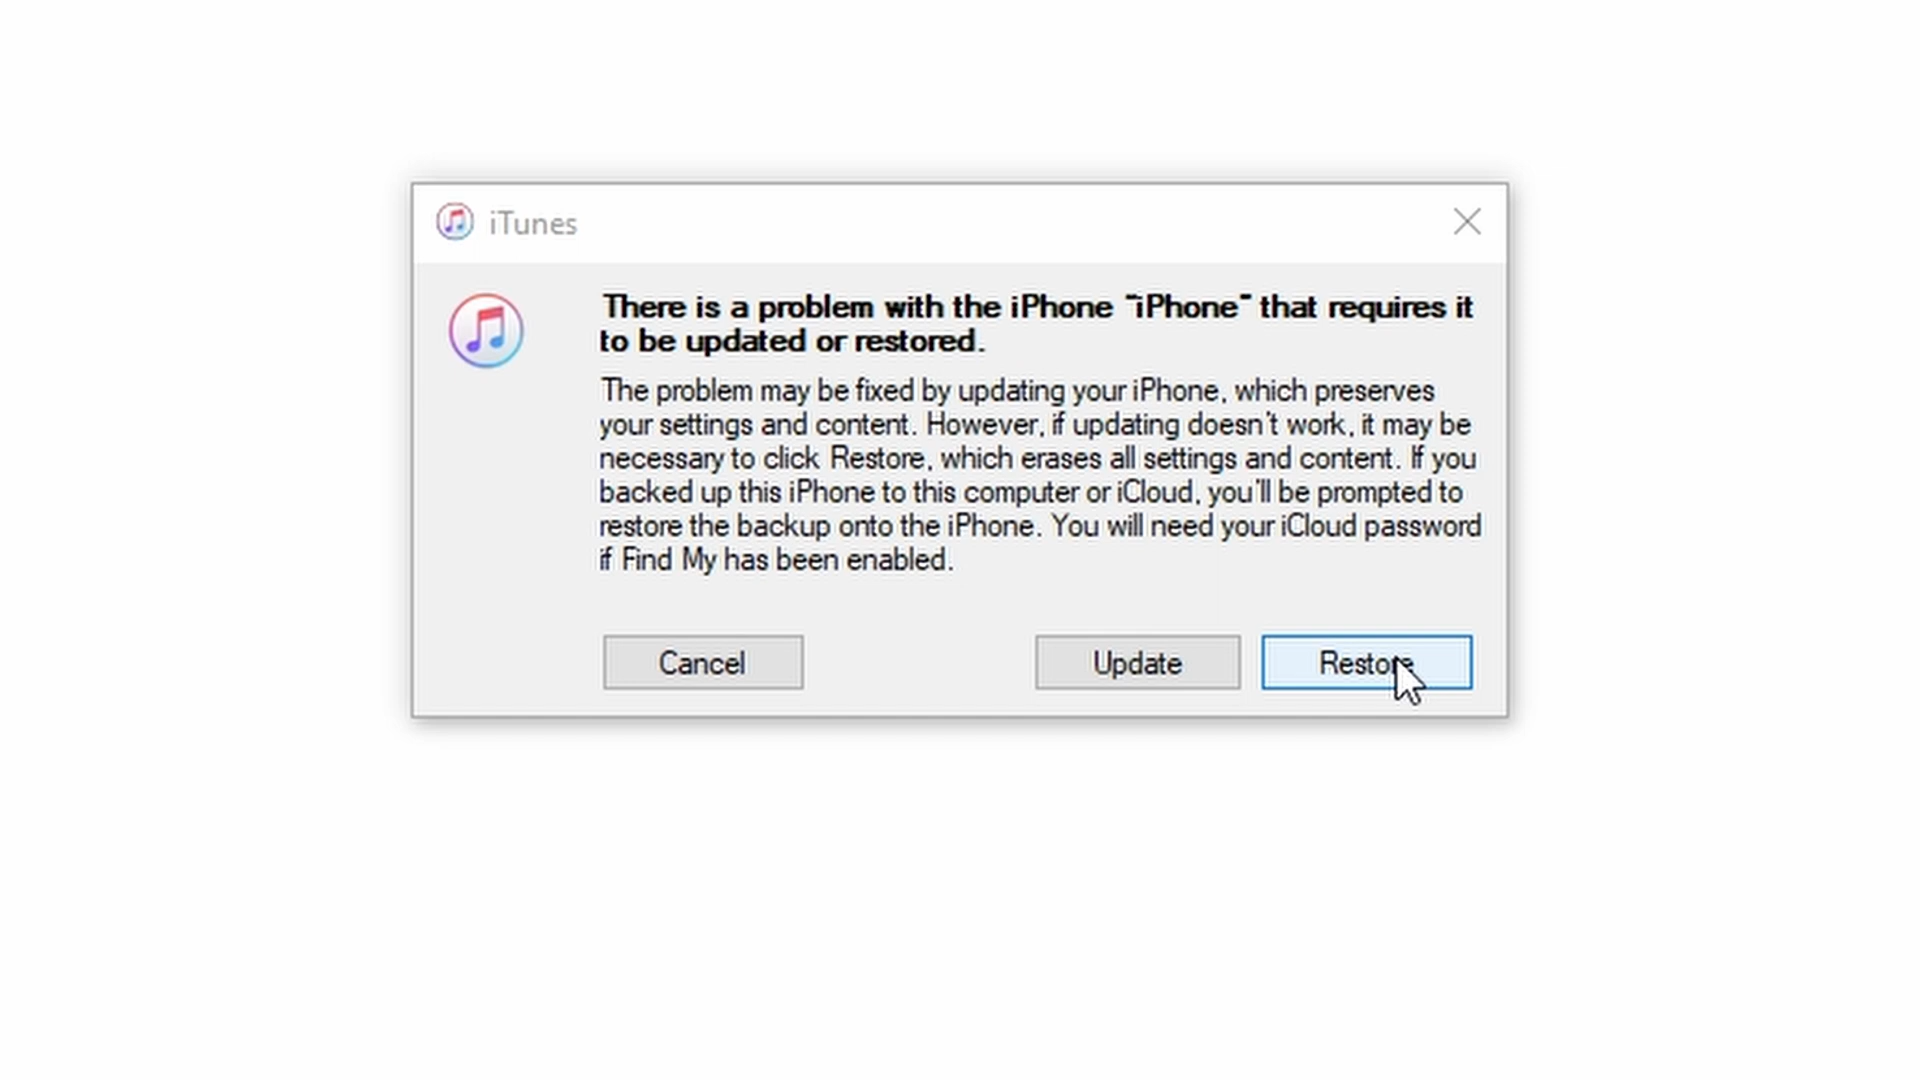 iTunes
There is a problem with the iPhone "iPhone" that requires it
to be updated or restored.
The problem may be fixed by updating your iPhone, which preserves
your settings and content. However, if updating doesn't work, it may be
necessary to click Restore, which erases all settings and content. If you
backed up this iPhone to this computer or iCloud, you'll be prompted to
restore the backup onto the iPhone. You will need your iCloud password
if Find My has been enabled.
Cancel
Update
Restore